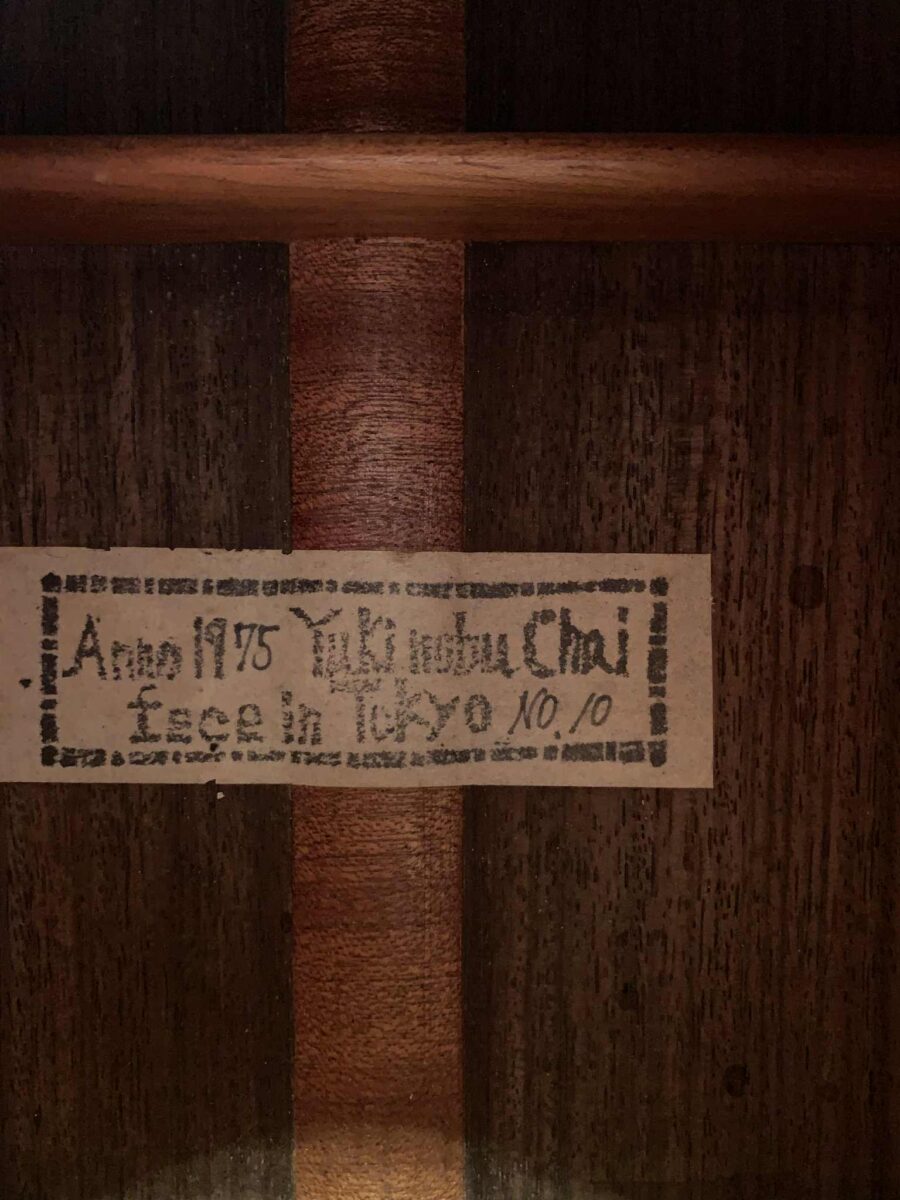 Anno 1975 Yukinobu Chai
fece in Tokyo NO. 10